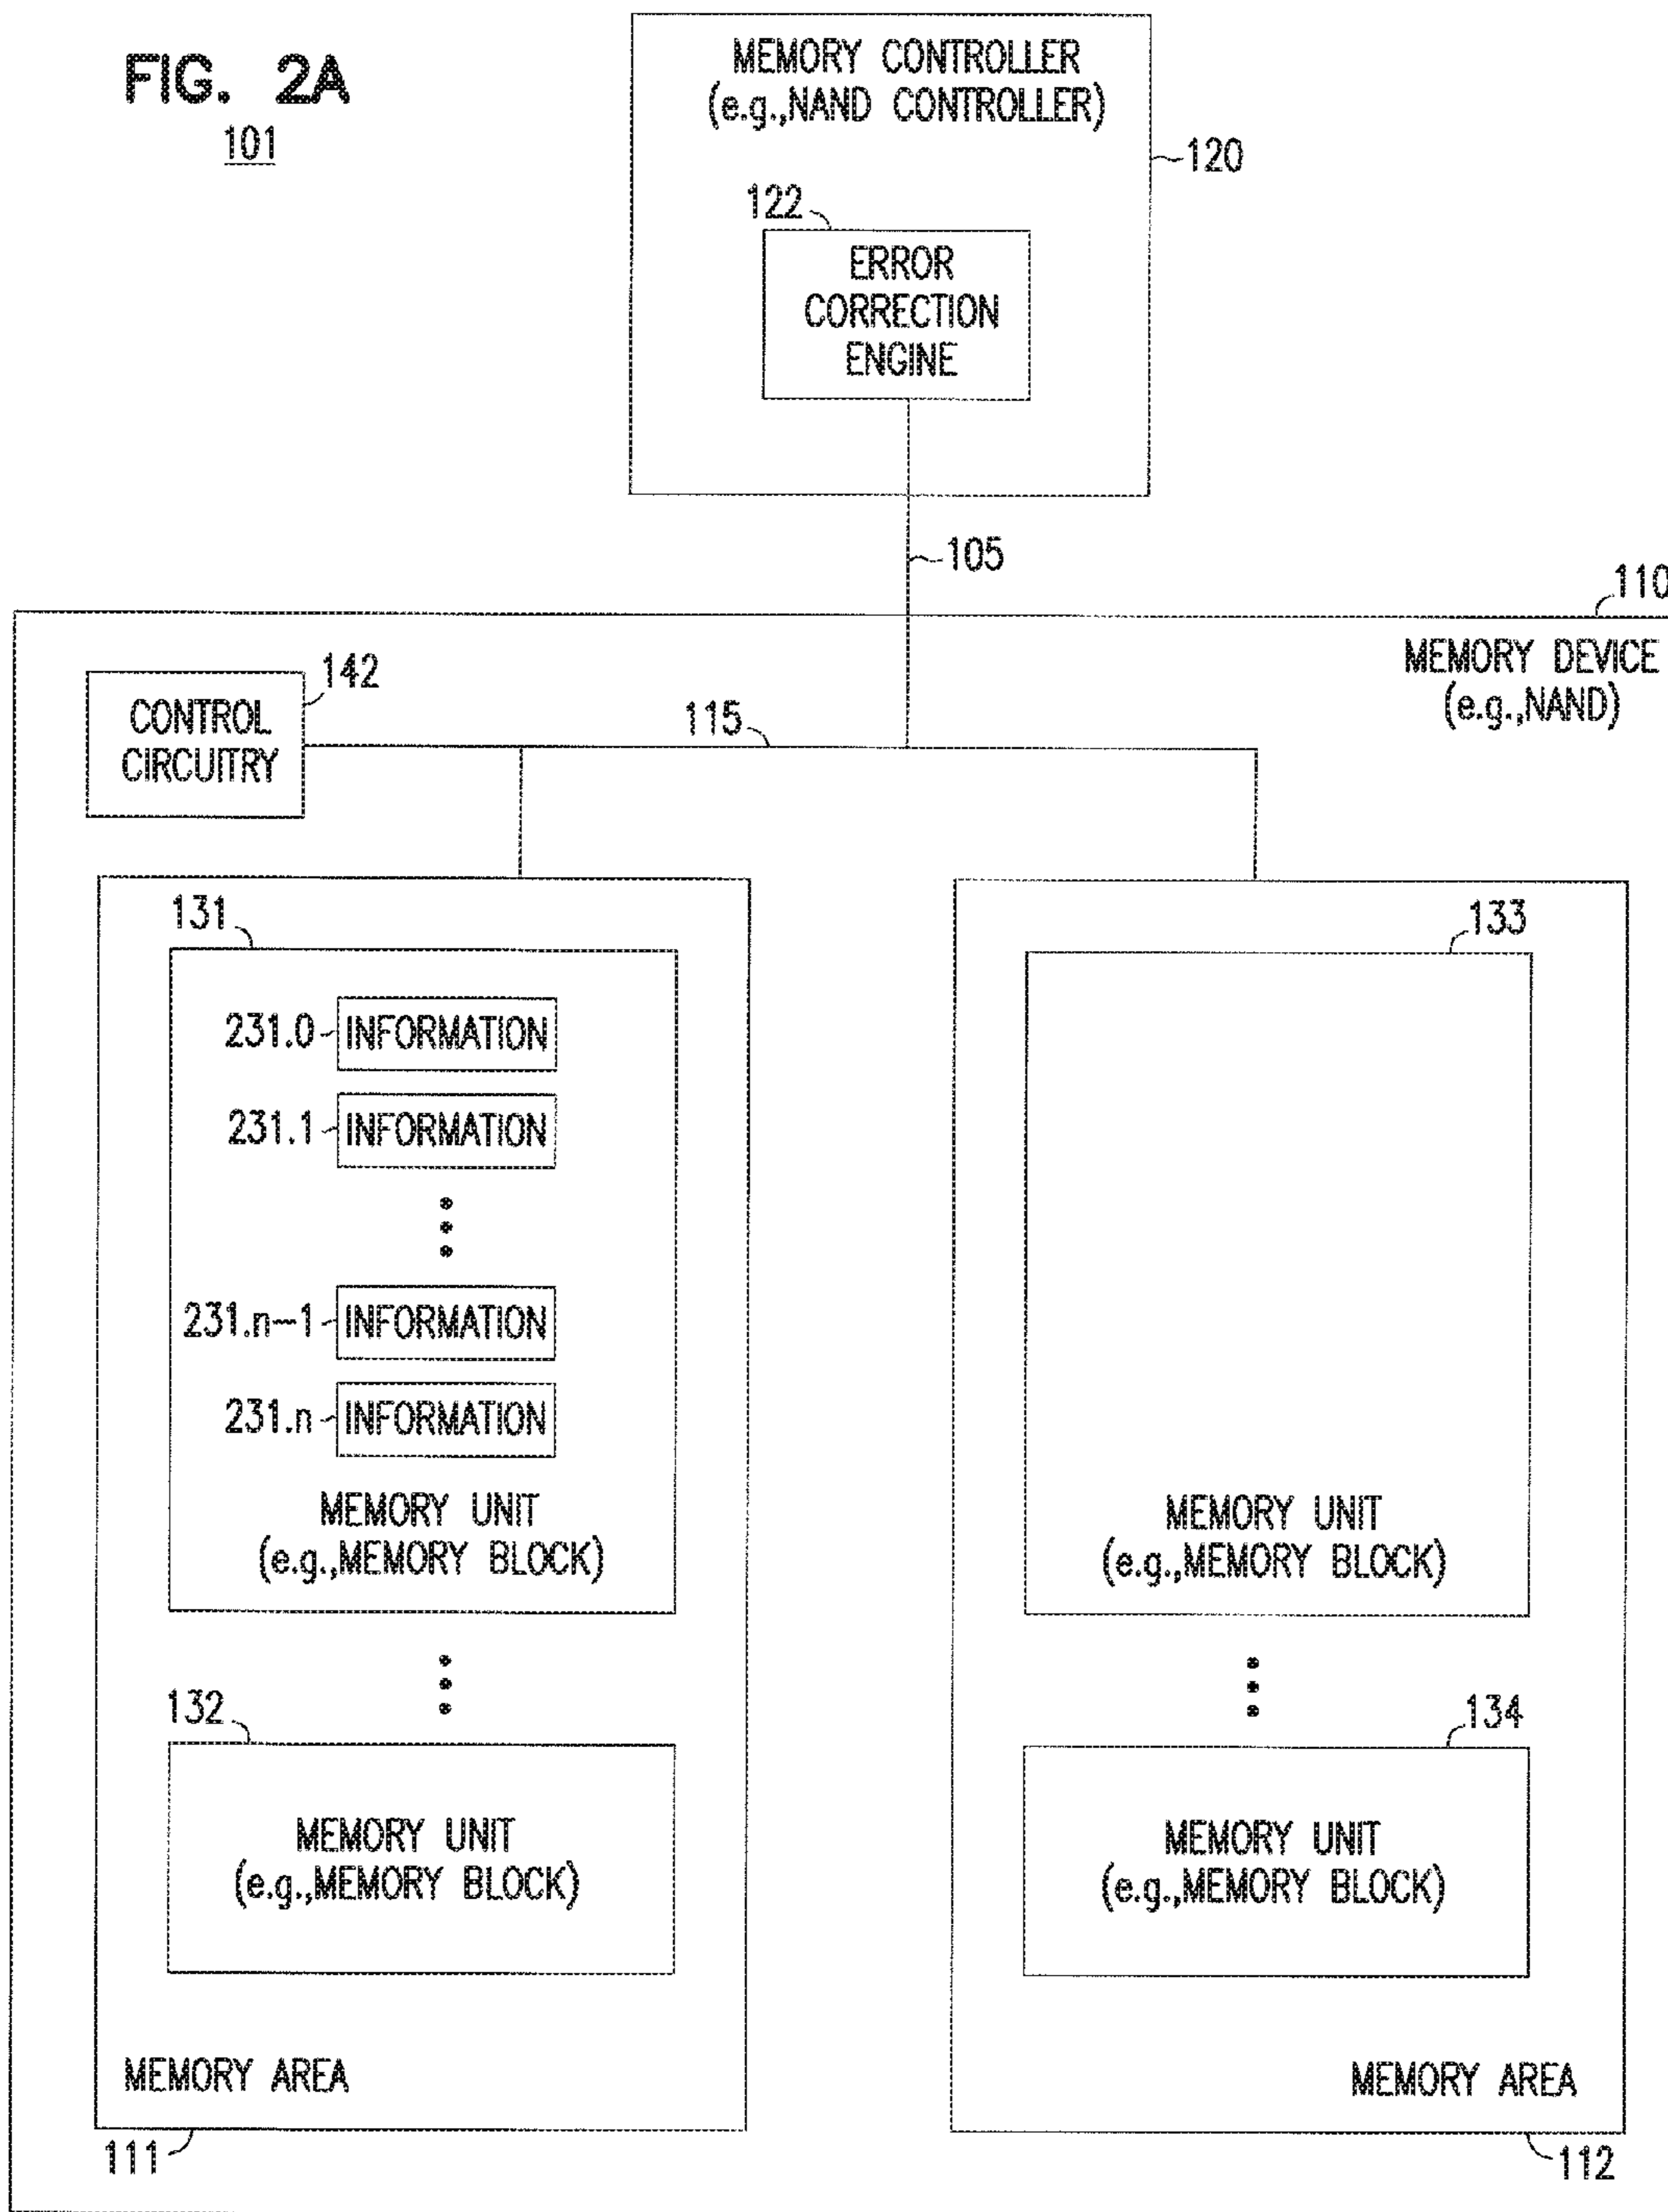 FIG. 2A
101
MEMORY CONTROLLER
(e.g.,NAND CONTROLLER)
120
122
ERROR
CORRECTION
ENGINE
105
110
MEMORY DEVICE
(e.g.,NAND)
142
CONTROL
CIRCUITRY
115
131
231.0
INFORMATION
231.1
INFORMATION
231.n-1
INFORMATION
231.n
INFORMATION
MEMORY UNIT
(e.g.,MEMORY BLOCK)
132
MEMORY UNIT
(e.g.,MEMORY BLOCK)
MEMORY AREA
111
133
MEMORY UNIT
(e.g.,MEMORY BLOCK)
134
MEMORY UNIT
(e.g.,MEMORY BLOCK)
MEMORY AREA
112